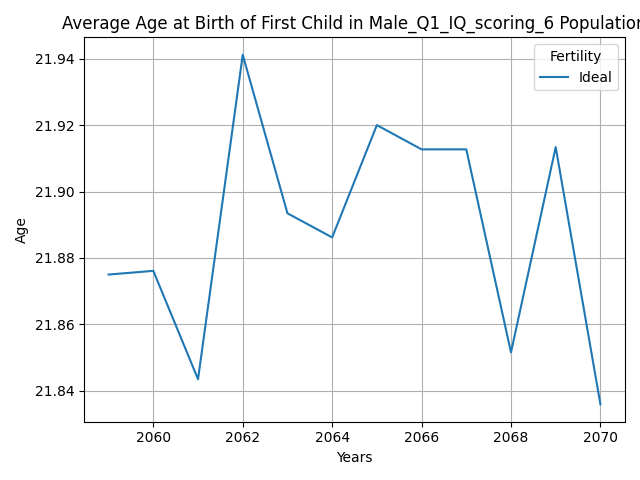 Average Age at Birth of First Child in Male_Q1_IQ_scoring_6 Population
21.94
21.92
21.90
21.88
21.86
21.84
Age
Fertility
Ideal
2060 2062 2064 2066 2068 2070
Years